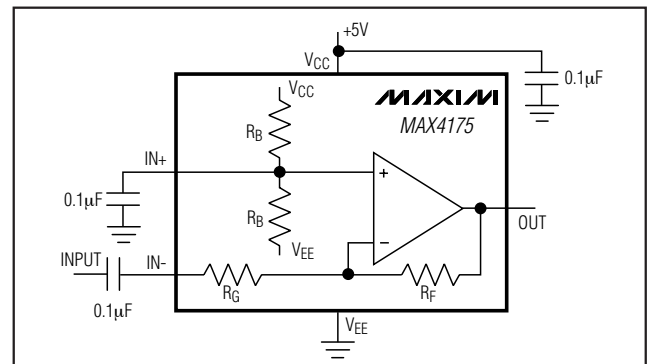 +5V
VCC
0.1μF
VCC
MAXIM
MAX4175
RB
IN+
0.1μF
RB
VEE
OUT
INPUT
IN-
RG
RF
0.1μF
VEE